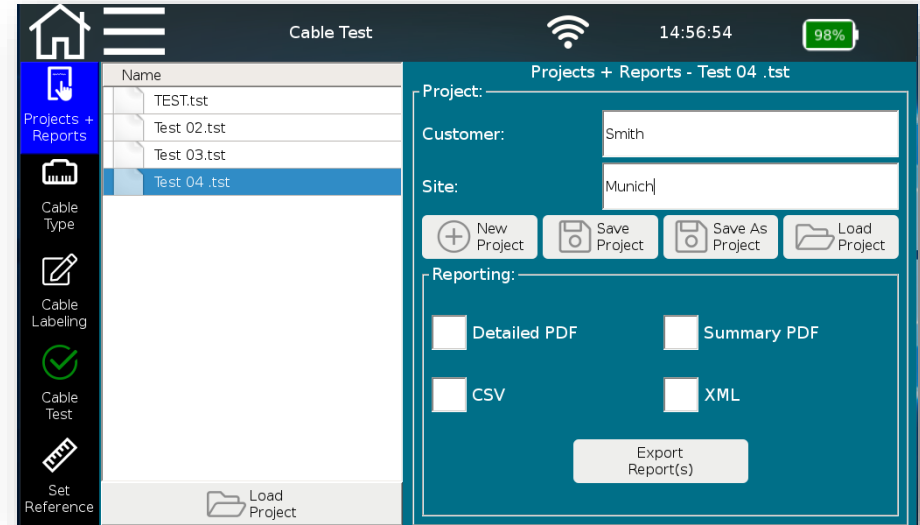 Cable Test
14:56:54
98%
Projects +
Reports
Cable
Type
Cable
Labeling
Cable
Test
Set
Reference
Name
TEST.tst
Test 02.tst
Test 03.tst
Test 04 .tst
Load
Project
Projects + Reports - Test 04 .tst
Project:
Customer:
Smith
Site:
Munich
New
Project
Save
Project
Save As
Project
Load
Project
Reporting:
Detailed PDF
Summary PDF
CSV
XML
Export
Report(s)